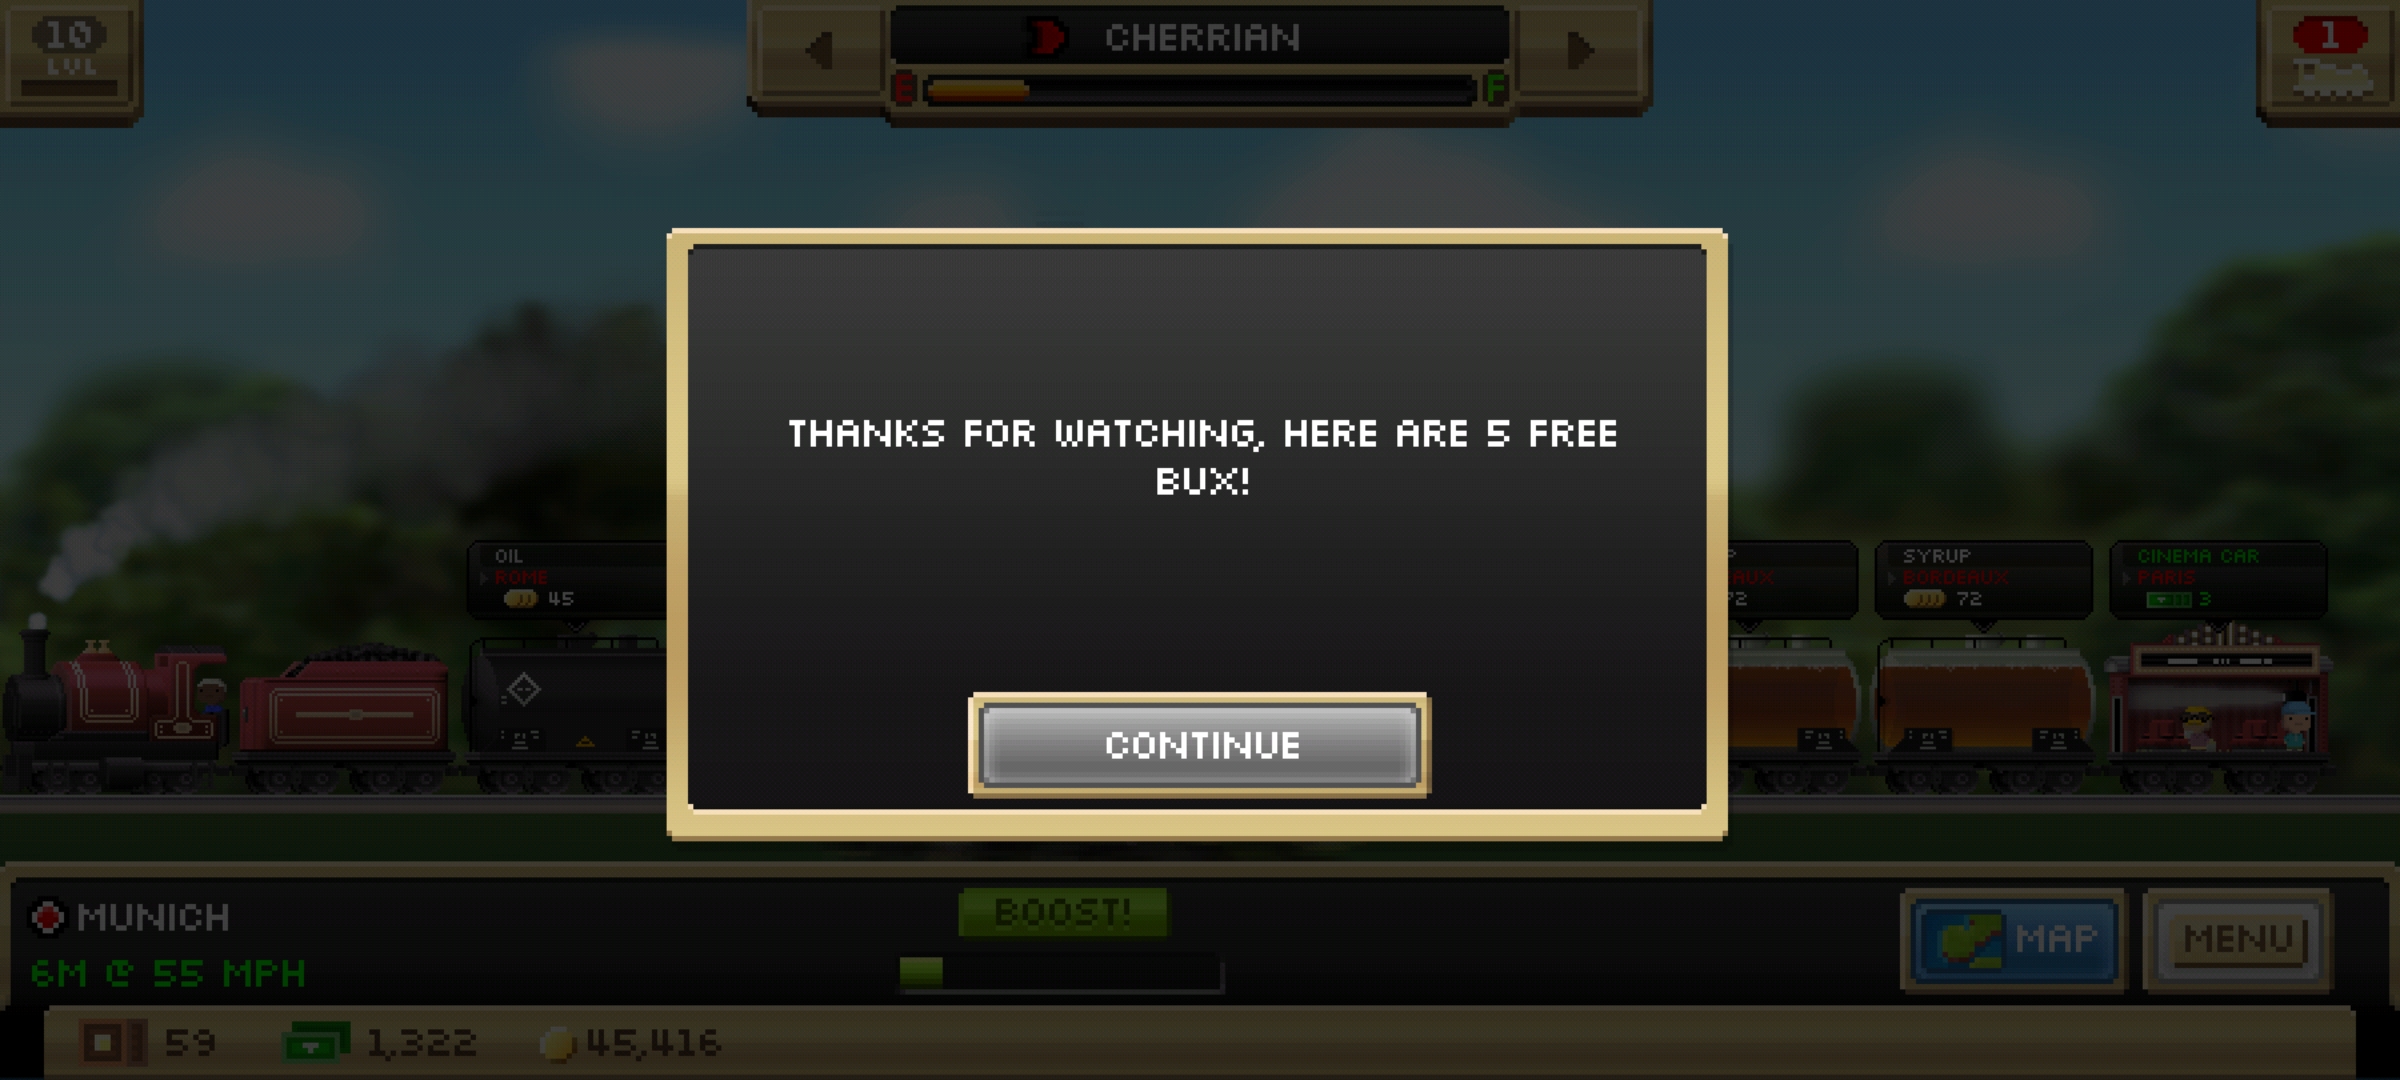 10
LVL
CHERRIAN
E F
1
THANKS FOR WATCHING, HERE ARE 5 FREE
BUX!
CONTINUE
OIL
ROME
45
72
SYRUP
BORDEAUX
72
CINEMA CAR
PARIS
3
MUNICH
6M @ 55 MPH
BOOST!
MAP
MENU
59
1,322
45,416